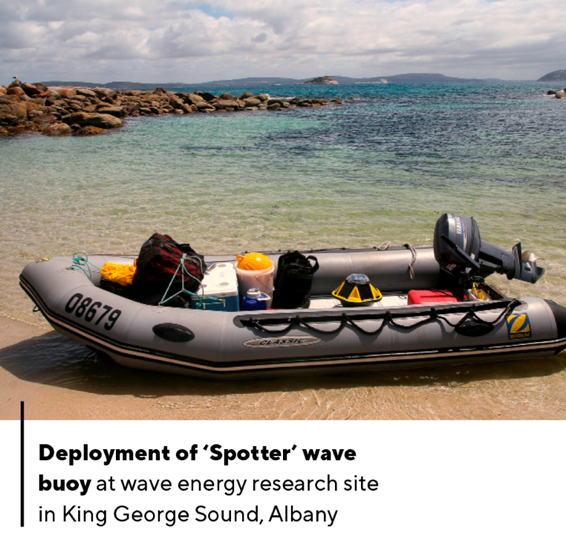 08679
CLASSIC
Deployment of ‘Spotter’ wave
buoy at wave energy research site
in King George Sound, Albany